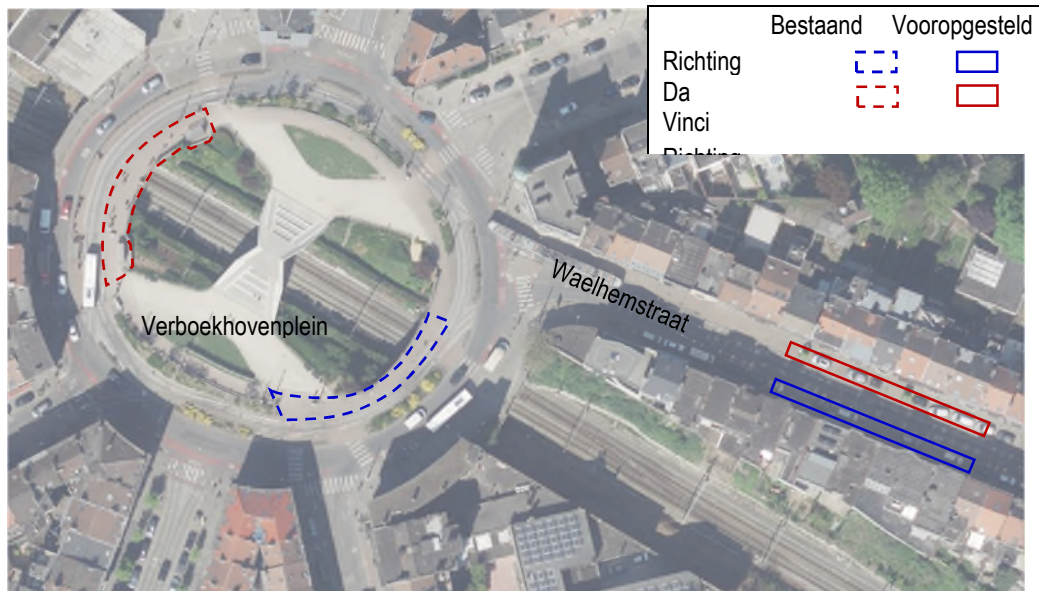 Bestaand Vooropgesteld
Richting
Da
Vinci
Waelhemstraat
Verboekhovenplein